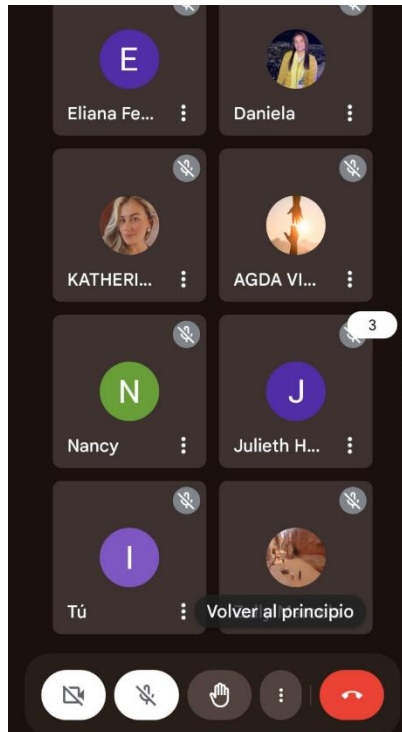 E
Eliana Fe...
Daniela
KATHERI...
AGDA VI...
3
N
J
Nancy
Julieth H...
I
Tú
Volver al principio